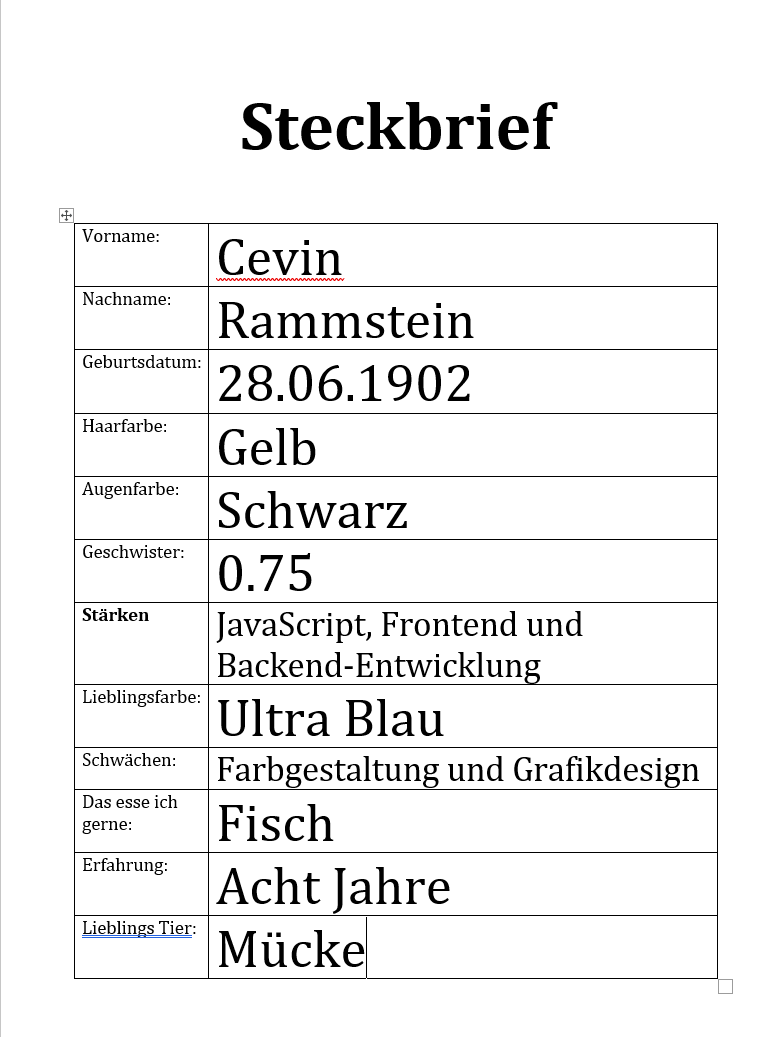 Steckbrief
Vorname:
Cevin
Nachname:
Rammstein
Geburtsdatum:
28.06.1902
Haarfarbe:
Gelb
Augenfarbe:
Schwarz
Geschwister:
0.75
Stärken
JavaScript, Frontend und
Backend-Entwicklung
Lieblingsfarbe:
Ultra Blau
Schwächen:
Farbgestaltung und Grafikdesign
Das esse ich
gerne:
Fisch
Erfahrung:
Acht Jahre
Lieblings Tier:
Mücke